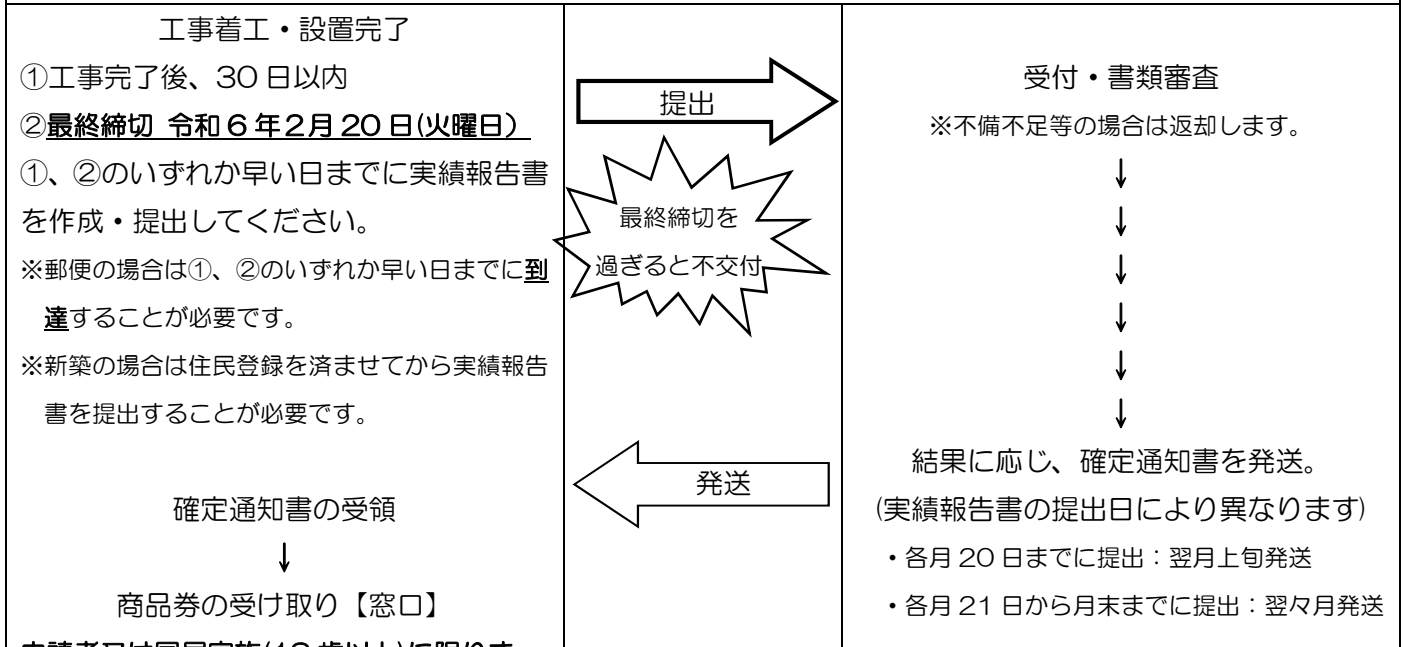 工事着工・設置完了
①工事完了後、30日以内
②最終締切 令和6年2月20日(火曜日)
①、②のいずれか早い日までに実績報告書
を作成・提出してください。
※郵便の場合は①、②のいずれか早い日までに到
達することが必要です。
※新築の場合は住民登録を済ませてから実績報告
書を提出することが必要です。
確定通知書の受領
↓
商品券の受け取り【窓口】
提出
最終締切を
過ぎると不交付
発送
受付・書類審査
※不備不足等の場合は返却します。
↓
↓
↓
↓
↓
↓
結果に応じ、確定通知書を発送。
(実績報告書の提出日により異なります)
・各月20日までに提出:翌月上旬発送
・各月21日から月末までに提出:翌々月発送